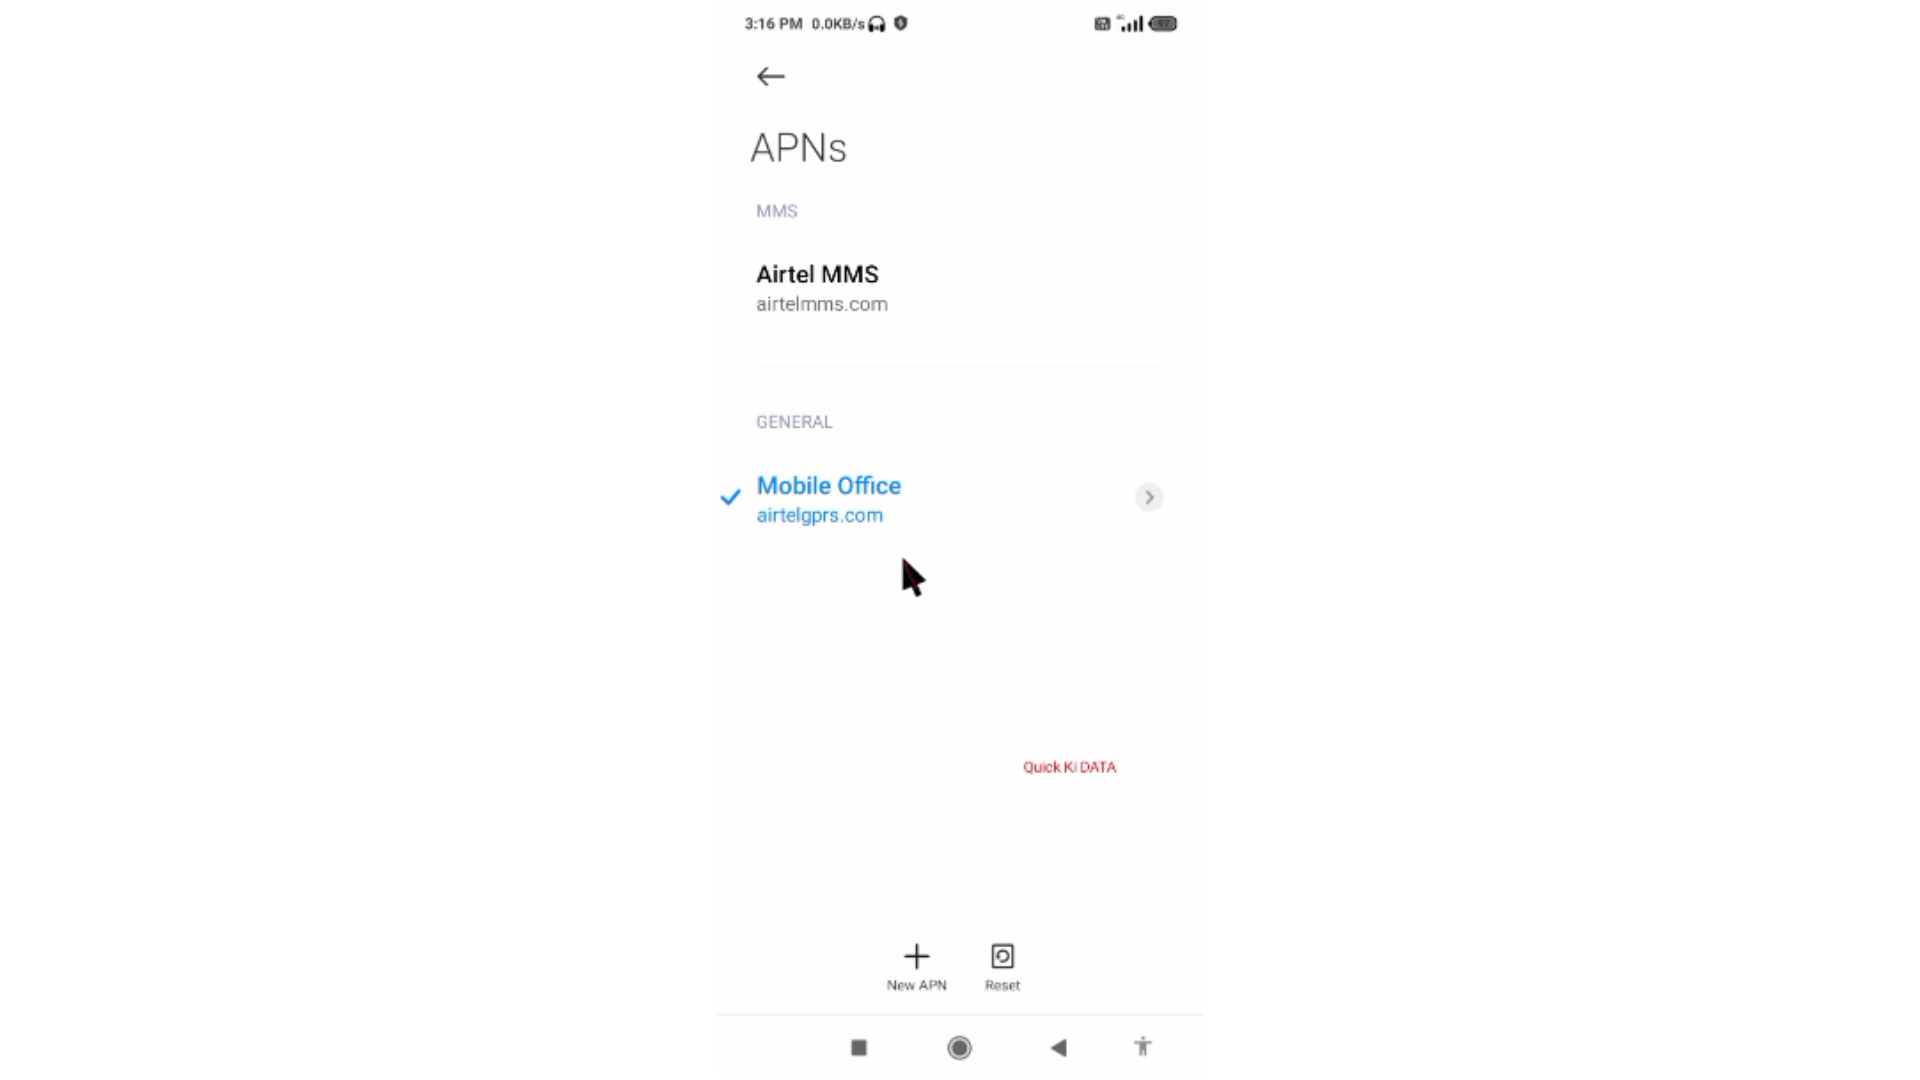 3:16 PM 0.0KB/s
APNs
MMS
Airtel MMS
airtelmms.com
GENERAL
Mobile Office
airtelgprs.com
Quick Ki DATA
New APN
Reset